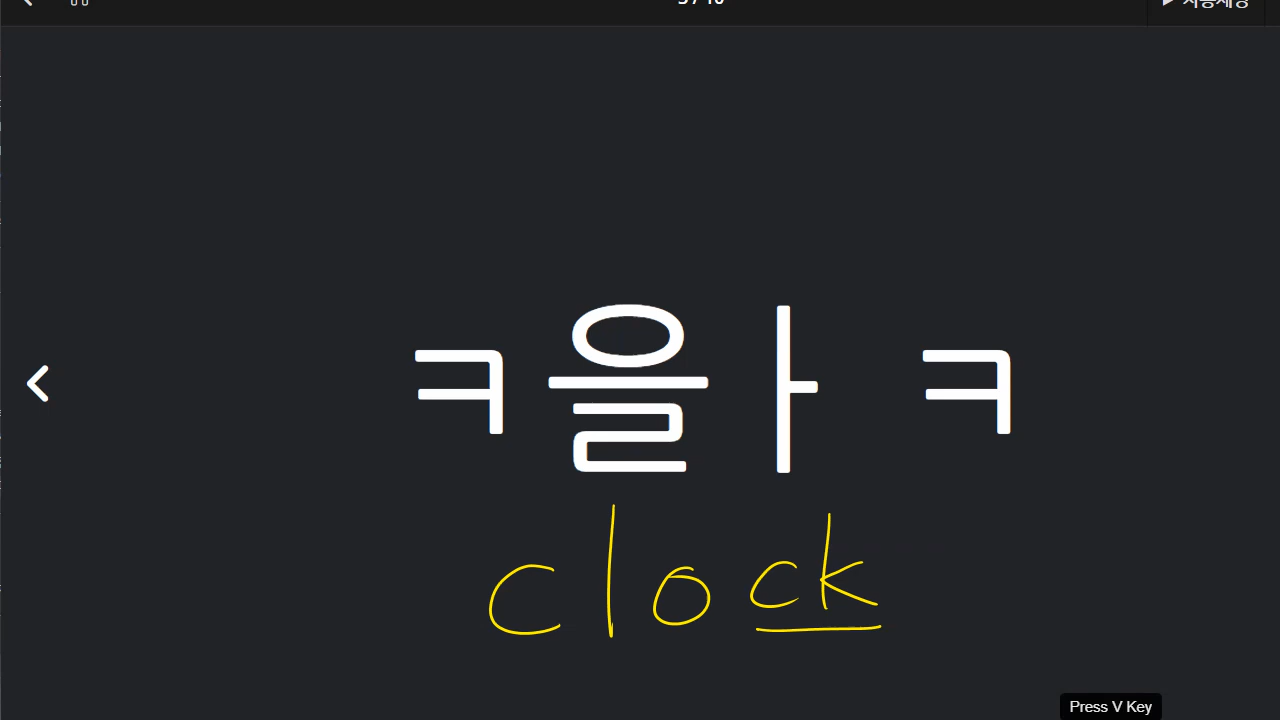 ㅋ을ㅏ ㅋ
clock
Press V Key